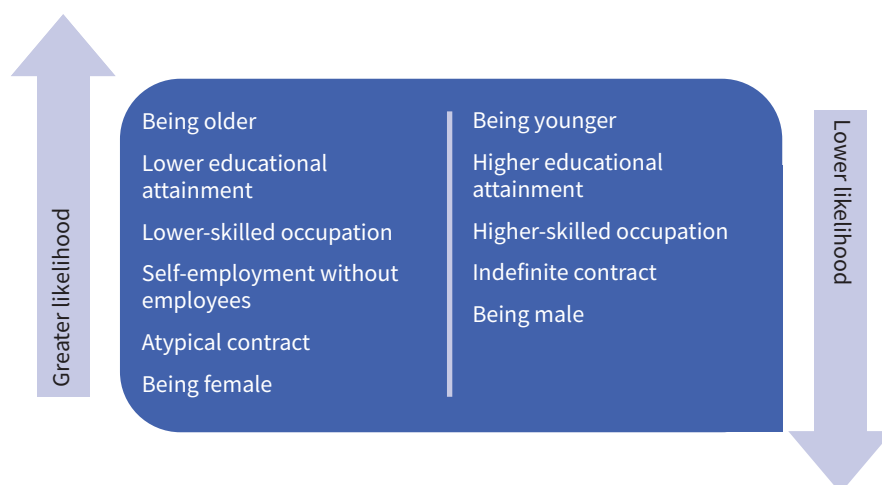 Greater likelihood
Being older
Lower educational
attainment
Lower-skilled occupation
Self-employment without
employees
Atypical contract
Being female
Being younger
Higher educational
attainment
Higher-skilled occupation
Indefinite contract
Being male
Lower likelihood